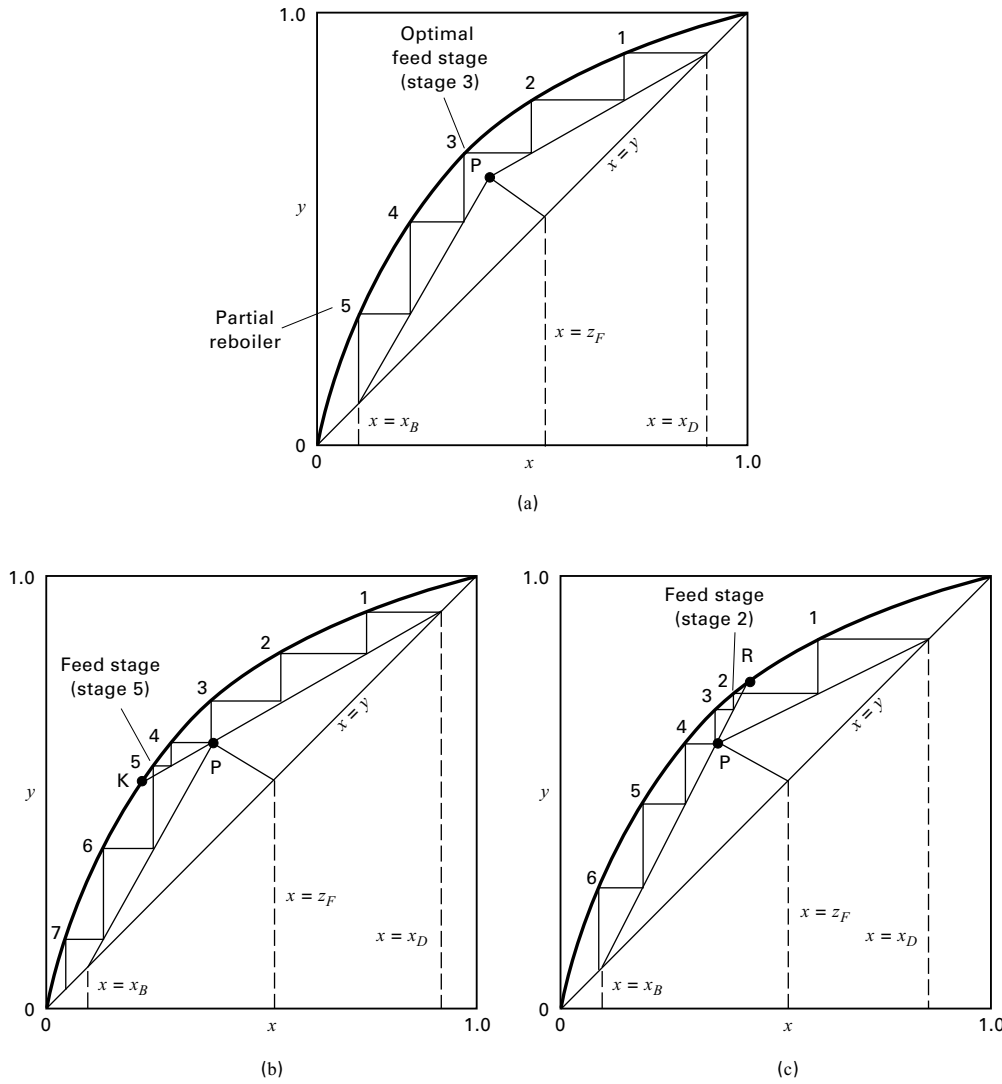 1.0
Optimal
feed stage
(stage 3)
1
2
3
P
x = y
y
4
5
Partial
reboiler
x = z_F
x = x_B
x = x_D
0
0
x
1.0
(a)
1.0
1
2
Feed stage
(stage 5)
3
4
5
K
P
x = y
y
6
x = z_F
7
x = x_D
x = x_B
0
0
x
1.0
(b)
1.0
Feed stage
(stage 2)
1
R
2
3
4
P
x = y
y
5
6
x = z_F
x = x_D
x = x_B
0
0
x
1.0
(c)